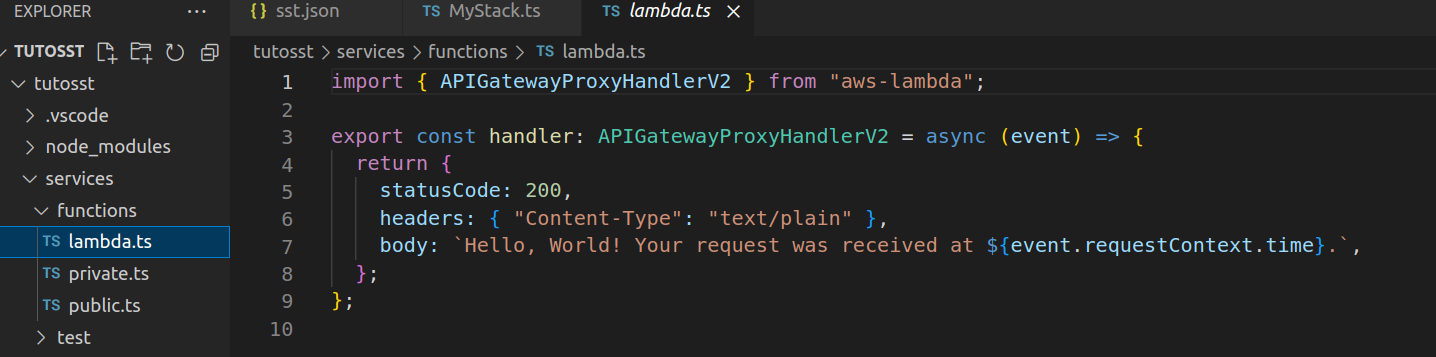 EXPLORER ...
TUTOSST
tutosst
.vscode
node_modules
services
functions
TS lambda.ts
TS private.ts
TS public.ts
test
{} sst.json
TS MyStack.ts
TS lambda.ts
tutosst > services > functions > TS lambda.ts
1 import { APIGatewayProxyHandlerV2 } from "aws-lambda";
2
3 export const handler: APIGatewayProxyHandlerV2 = async (event) => {
4 return {
5 statusCode: 200,
6 headers: { "Content-Type": "text/plain" },
7 body: `Hello, World! Your request was received at ${event.requestContext.time}.`,
8 };
9 };
10